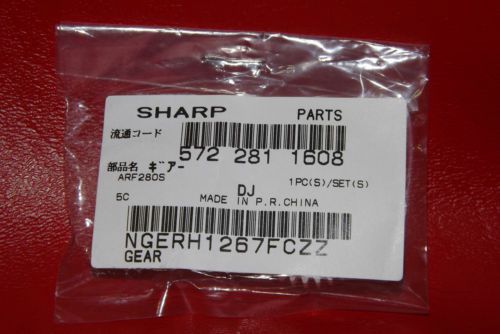 SHARP PARTS
流通コード
572 281 1608
部品名 ギアー
ARF280S 1PC(S)/SET(S)
DJ
5C MADE IN P.R.CHINA
NGERH1267FCZZ
GEAR